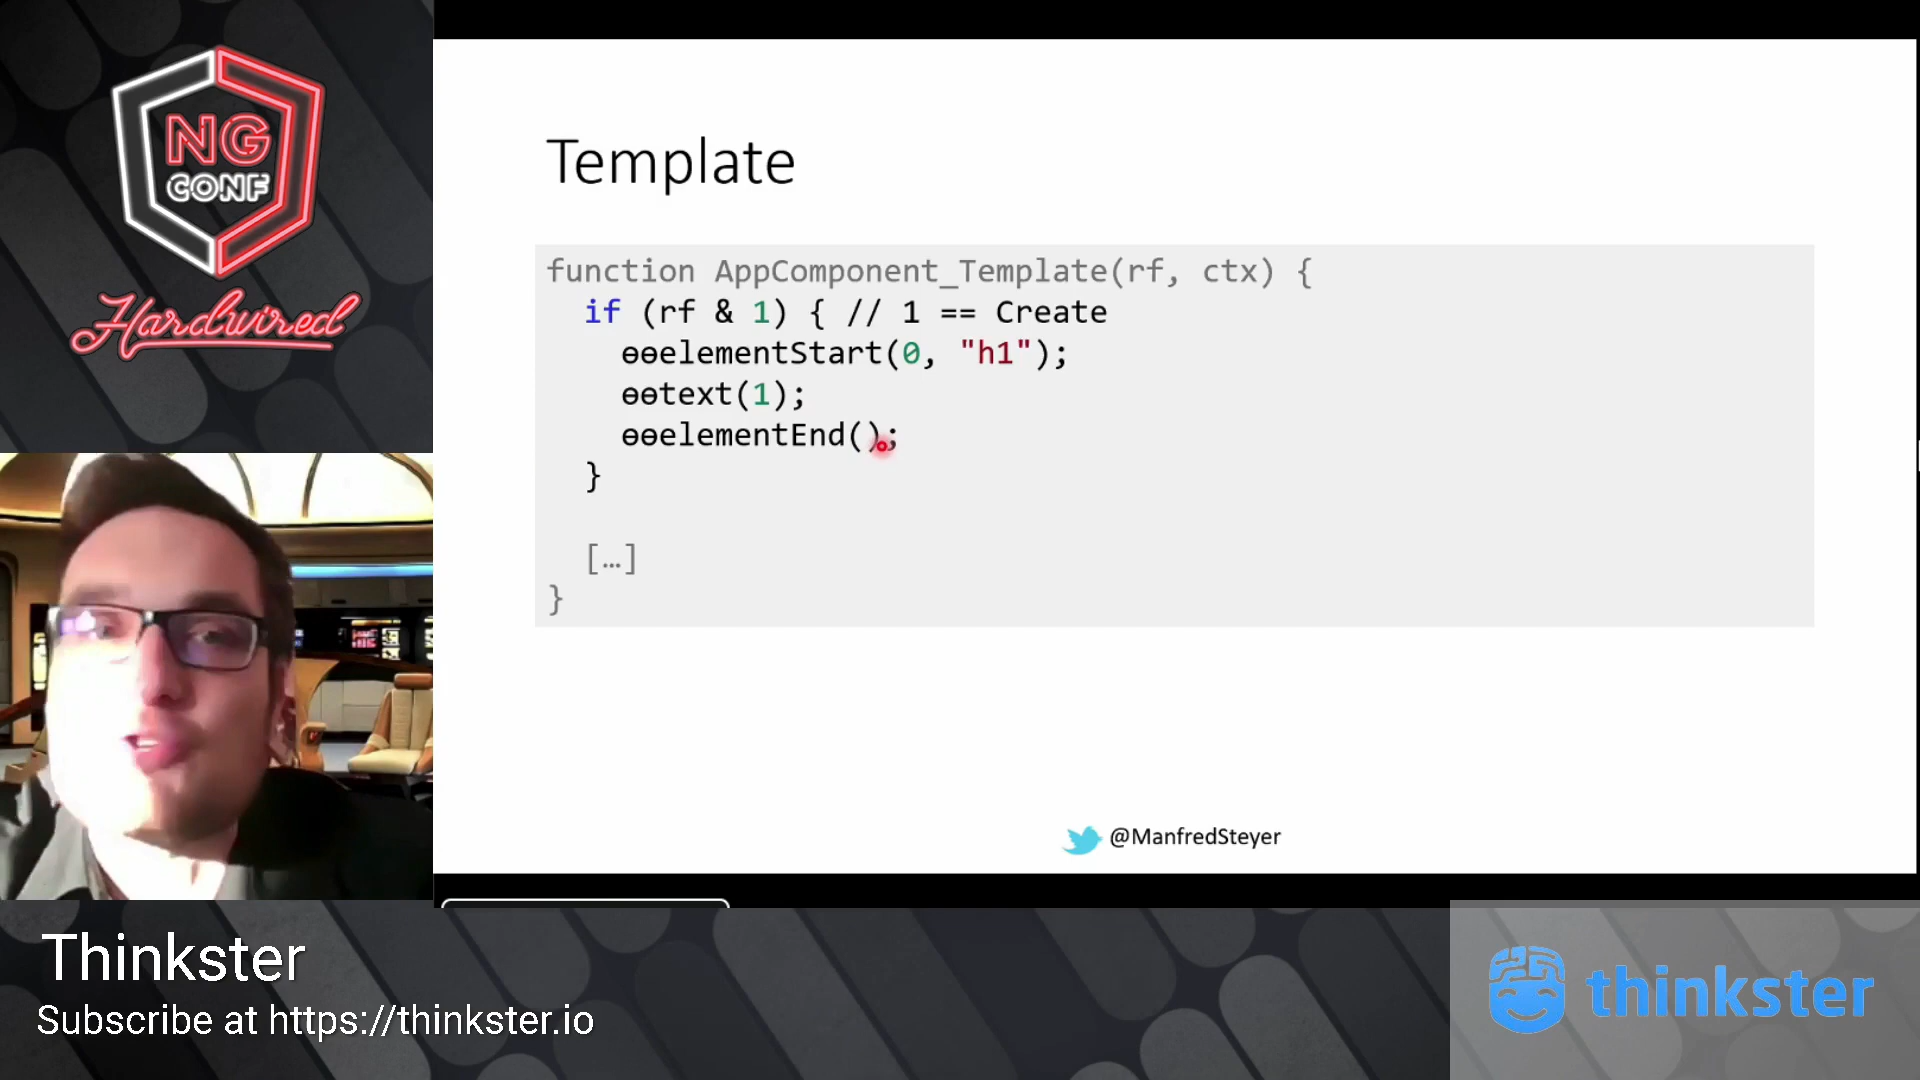 NG
CONF
Hardwired
Template
function AppComponent_Template(rf, ctx) {
if (rf & 1) { // 1 == Create
ɵɵelementStart(0, "h1");
ɵɵtext(1);
ɵɵelementEnd();
}
[…]
}
@ManfredSteyer
Thinkster
Subscribe at https://thinkster.io
thinkster